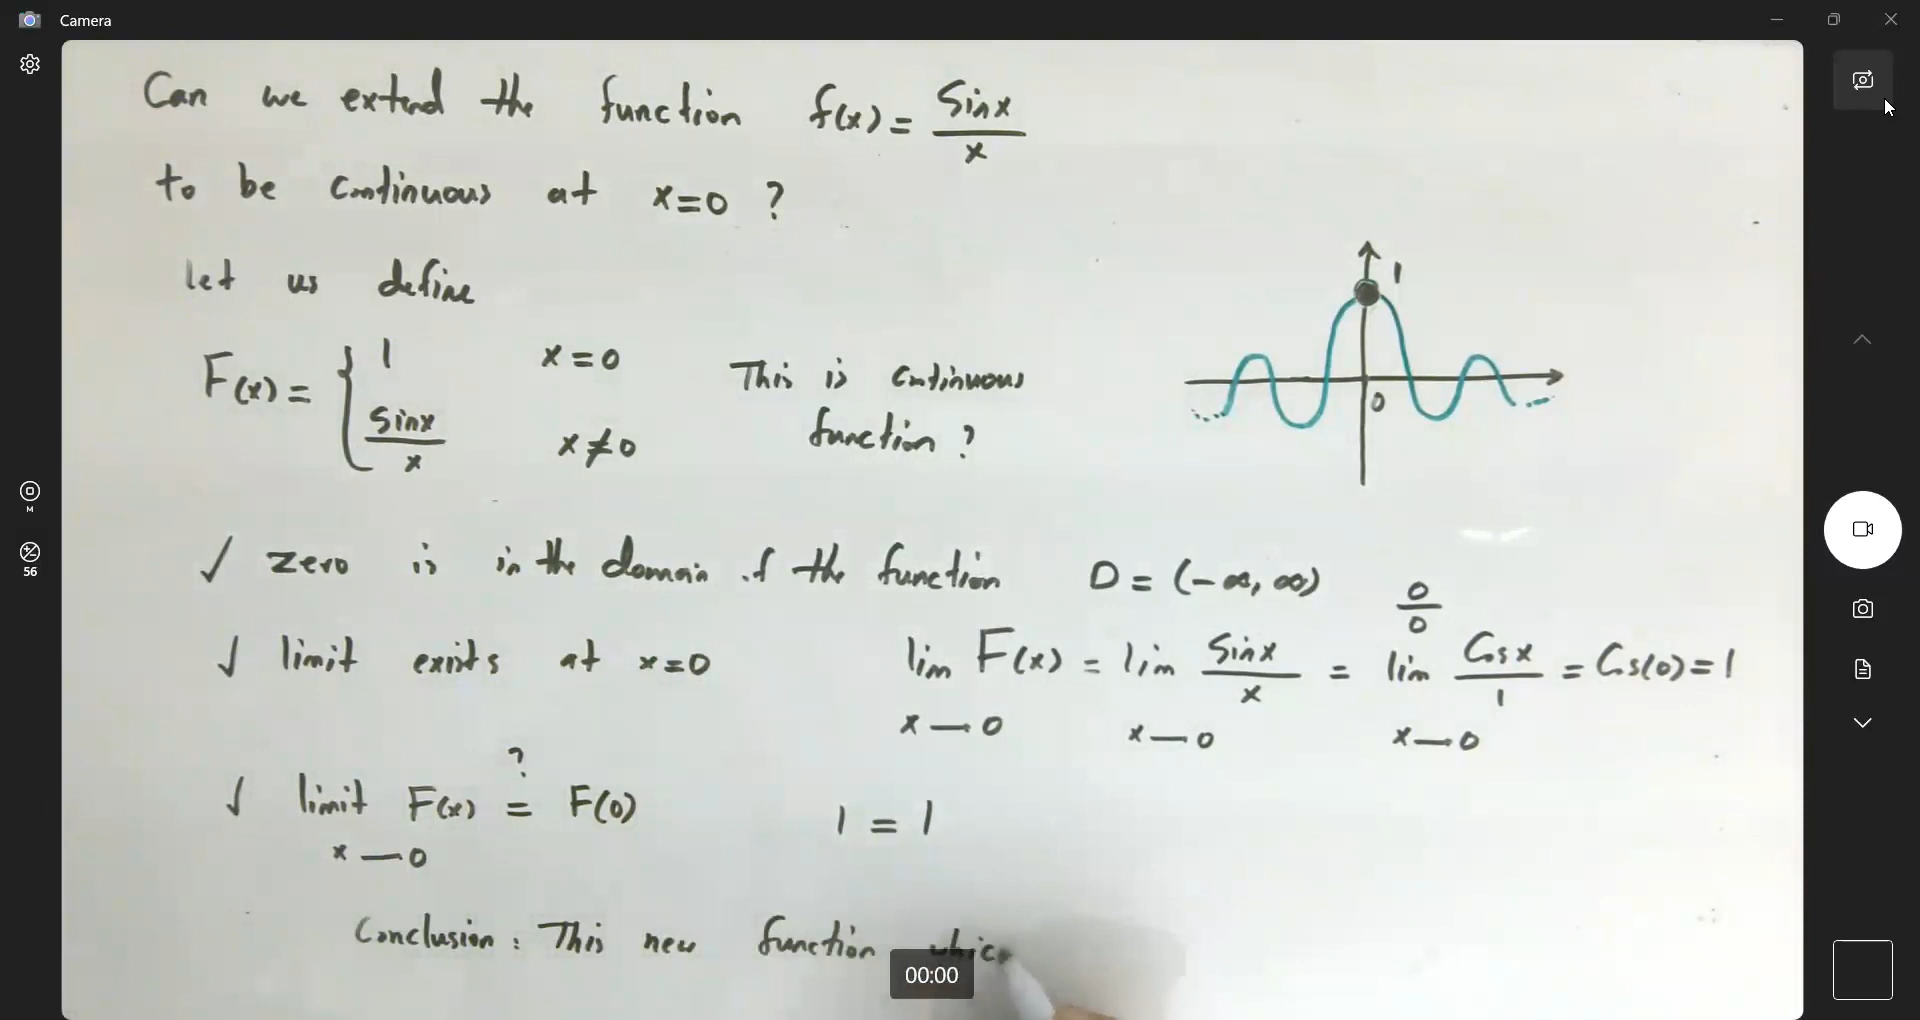 Camera
Can we extend the function f(x) = sinx / x
to be continuous at x=0 ?
let us define
F(x) = { 1 x=0
sinx / x x≠0
This is continuous
function ?
1
0
✓ zero is in the domain of the function D = (-∞, ∞)
✓ limit exists at x=0 lim F(x) = lim sinx / x = lim Cosx / 1 = Cos(0) = 1
0/0
x → 0 x → 0 x → 0
✓ limit F(x) = F(0) 1 = 1
?
x → 0
Conclusion : This new function which
00:00
M
56